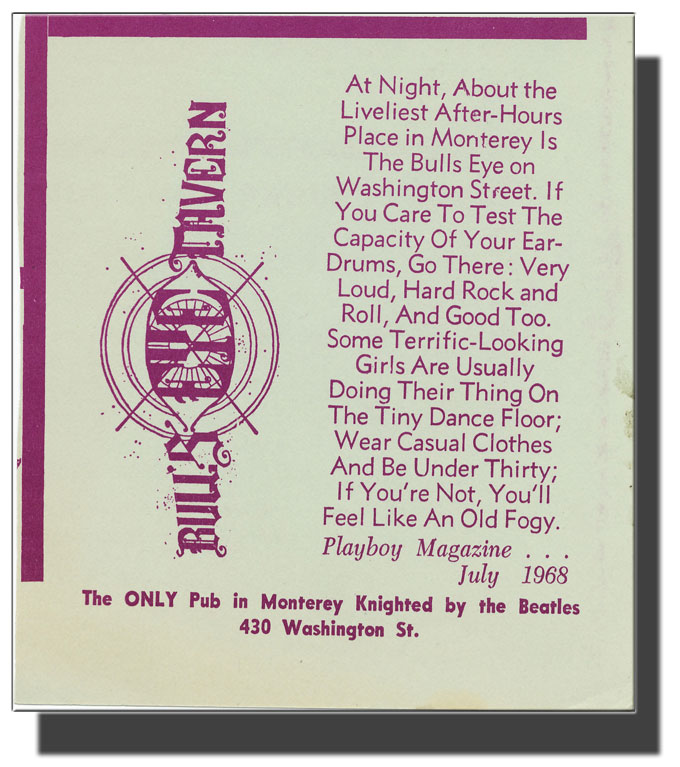 BULL'S EYE TAVERN
At Night, About the
Liveliest After-Hours
Place in Monterey Is
The Bulls Eye on
Washington Street. If
You Care To Test The
Capacity Of Your Ear-
Drums, Go There: Very
Loud, Hard Rock and
Roll, And Good Too.
Some Terrific-Looking
Girls Are Usually
Doing Their Thing On
The Tiny Dance Floor;
Wear Casual Clothes
And Be Under Thirty;
If You're Not, You'll
Feel Like An Old Fogy.
Playboy Magazine . . .
July 1968
The ONLY Pub in Monterey Knighted by the Beatles
430 Washington St.